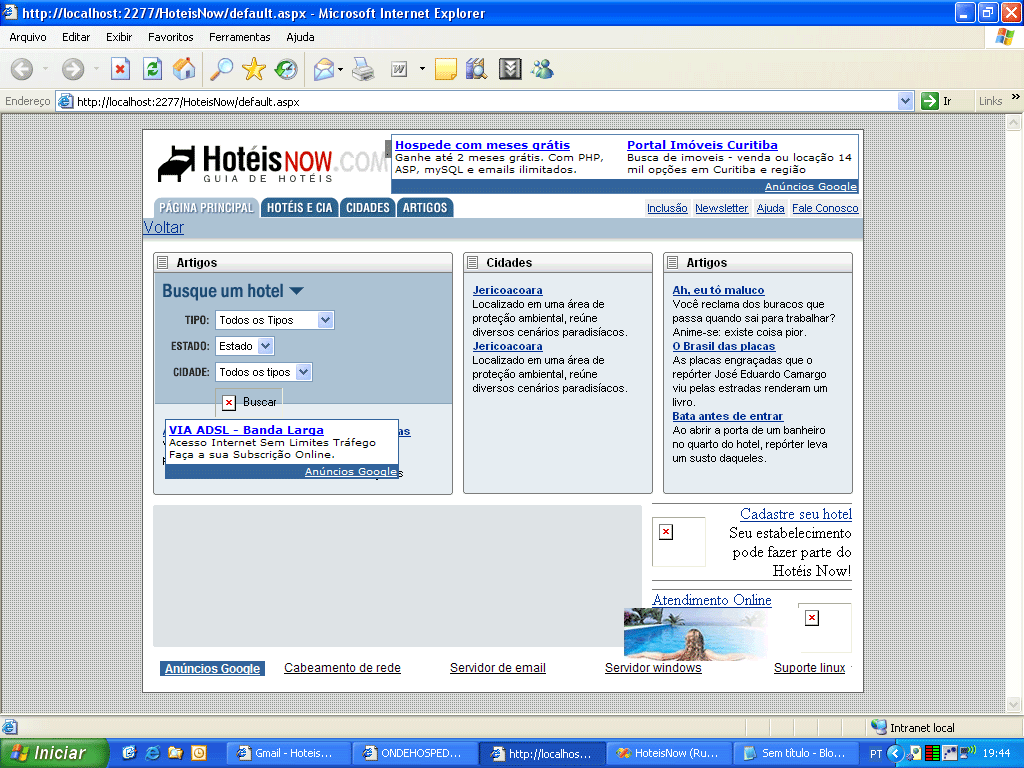 http://localhost:2277/HoteisNow/default.aspx - Microsoft Internet Explorer
Arquivo Editar Exibir Favoritos Ferramentas Ajuda
Endereço http://localhost:2277/HoteisNow/default.aspx Ir Links »
HotéisNOW.COM
GUIA DE HOTÉIS
Hospede com meses grátis
Ganhe até 2 meses grátis. Com PHP,
ASP, mySQL e emails ilimitados.
Portal Imóveis Curitiba
Busca de imoveis - venda ou locação 14
mil opções em Curitiba e região
Anúncios Google
PÁGINA PRINCIPAL HOTÉIS E CIA CIDADES ARTIGOS
Inclusão Newsletter Ajuda Fale Conosco
Voltar
Artigos
Busque um hotel
TIPO: Todos os Tipos
ESTADO: Estado
CIDADE: Todos os tipos
Buscar
as
VIA ADSL - Banda Larga
Acesso Internet Sem Limites Tráfego
Faça a sua Subscrição Online.
Anúncios Google
Cidades
Jericoacoara
Localizado em uma área de
proteção ambiental, reúne
diversos cenários paradisíacos.
Jericoacoara
Localizado em uma área de
proteção ambiental, reúne
diversos cenários paradisíacos.
Artigos
Ah, eu tô maluco
Você reclama dos buracos que
passa quando sai para trabalhar?
Anime-se: existe coisa pior.
O Brasil das placas
As placas engraçadas que o
repórter José Eduardo Camargo
viu pelas estradas renderam um
livro.
Bata antes de entrar
Ao abrir a porta de um banheiro
no quarto do hotel, repórter leva
um susto daqueles.
Cadastre seu hotel
Seu estabelecimento
pode fazer parte do
Hotéis Now!
Atendimento Online
Anúncios Google Cabeamento de rede Servidor de email Servidor windows Suporte linux
Intranet local
Iniciar Gmail - Hoteis... ONDEHOSPED... http://localhos... HoteisNow (Ru... Sem título - Blo... PT 19:44